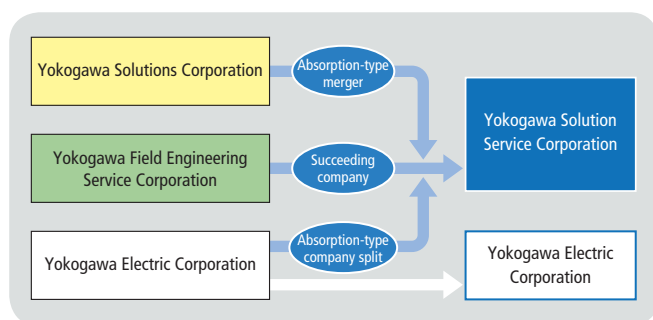 Yokogawa Solutions Corporation
Absorption-type
merger
Yokogawa Solution
Service Corporation
Yokogawa Field Engineering
Service Corporation
Succeeding
company
Yokogawa Electric Corporation
Absorption-type
company split
Yokogawa Electric
Corporation